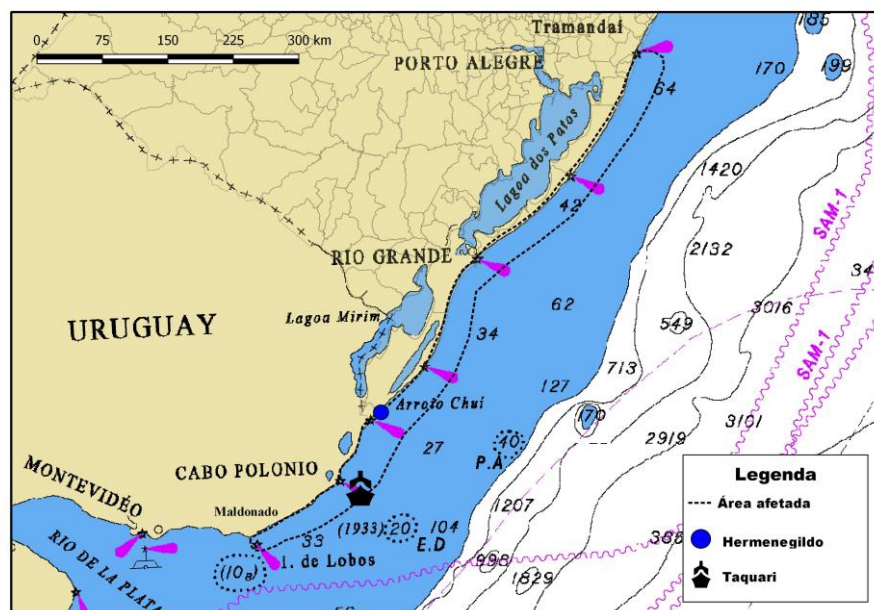 Tramandaí
185
0 75 150 225 300 km
PORTO ALEGRE
170
199
64
Lagoa dos Patos
1420
42
SAM-1
2132
RIO GRANDE
34
62
3016
URUGUAY
Lagoa Mirim
549
34
713
SAM-1
127
Arroio Chui
170
3101
27
40
2919
CABO POLONIO
P.A
Legenda
MONTEVIDÉO
1207
Área afetada
Maldonado
(1933) 20 104
33
E.D
Hermenegildo
I. de Lobos
998
RIO DE LA PLATA
1829
Taquari